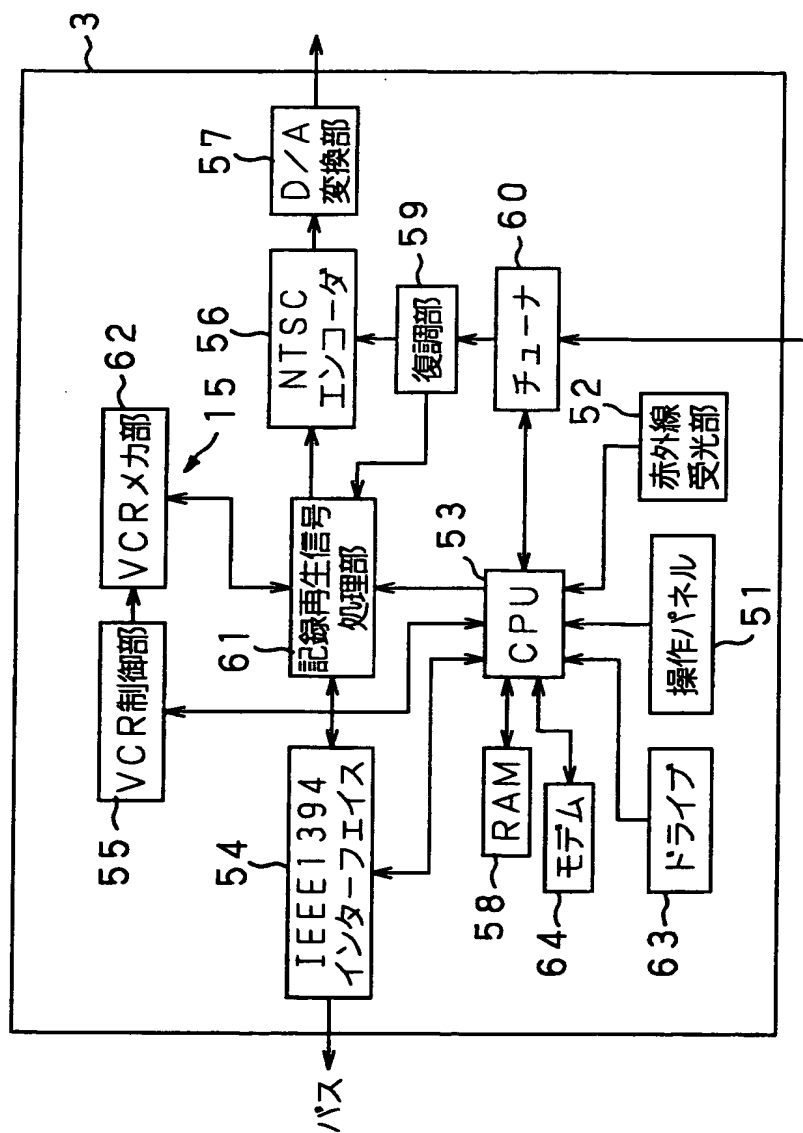 3
55
VCR制御部
62
VCRメカ部
15
54
IEEE1394
インターフェイス
61
記録再生信号
処理部
56
NTSC
エンコーダ
57
D/A
変換部
バス
59
復調部
58
RAM
53
CPU
60
チューナ
64
モデム
52
赤外線
受光部
63
ドライブ
操作パネル
51